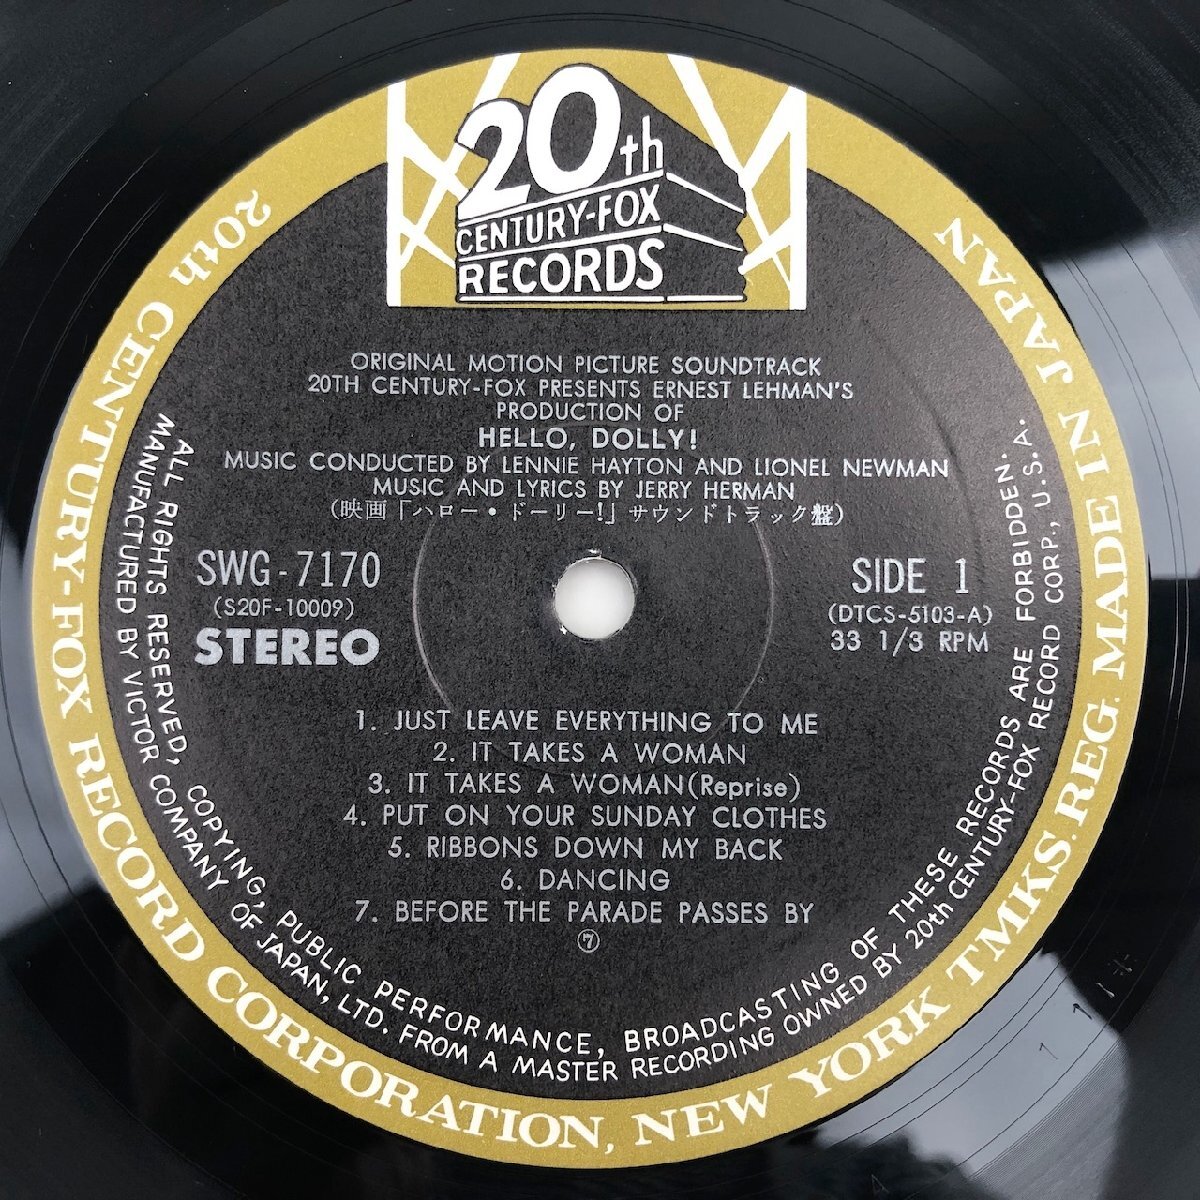 20th
CENTURY-FOX
RECORDS
ORIGINAL MOTION PICTURE SOUNDTRACK
20TH CENTURY-FOX PRESENTS ERNEST LEHMAN'S
PRODUCTION OF
HELLO, DOLLY!
MUSIC CONDUCTED BY LENNIE HAYTON AND LIONEL NEWMAN
MUSIC AND LYRICS BY JERRY HERMAN
(映画「ハロー・ドーリー!」サウンドトラック盤)
SWG-7170
(S20F-10009)
STEREO
SIDE 1
(DTCS-5103-A)
33 1/3 RPM
1. JUST LEAVE EVERYTHING TO ME
2. IT TAKES A WOMAN
3. IT TAKES A WOMAN(Reprise)
4. PUT ON YOUR SUNDAY CLOTHES
5. RIBBONS DOWN MY BACK
6. DANCING
7. BEFORE THE PARADE PASSES BY
⑦
ALL RIGHTS RESERVED, COPYING, PUBLIC PERFORMANCE, BROADCASTING OF THESE RECORDS ARE FORBIDDEN.
MANUFACTURED BY VICTOR COMPANY OF JAPAN, LTD. FROM A MASTER RECORDING OWNED BY 20th CENTURY-FOX RECORD CORP., U.S.A.
20th CENTURY-FOX RECORD CORPORATION, NEW YORK TMKS. REG. MADE IN JAPAN